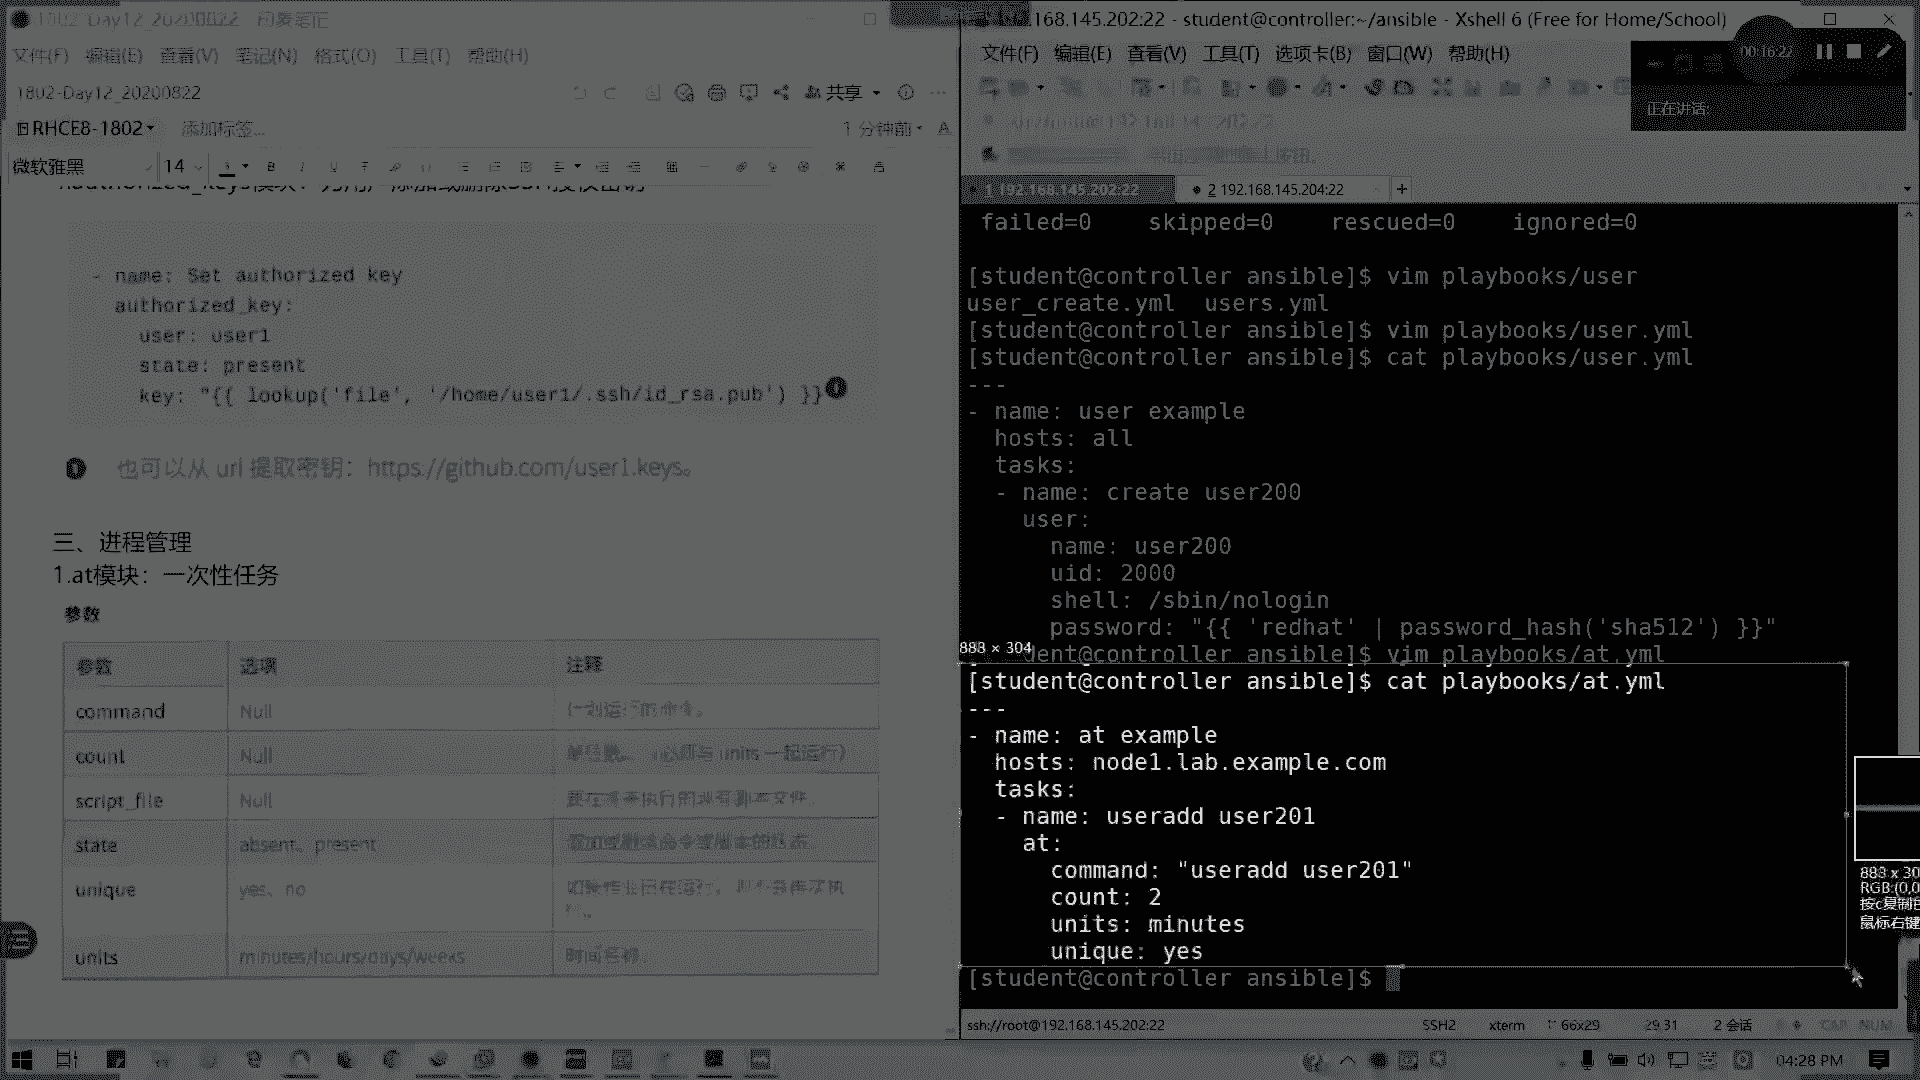 1802-Day12_20200822 - 印象笔记
文件(F) 编辑(E) 查看(V) 笔记(N) 格式(O) 工具(T) 帮助(H)
1802-Day12_20200822
共享
RHCE8-1802
添加标签...
1 分钟前
微软雅黑
14
- name: Set authorized key
authorized_key:
user: user1
state: present
key: "{{ lookup('file', '/home/user1/.ssh/id_rsa.pub') }}
也可以从 url 提取密钥：https://github.com/user1.keys。
三、进程管理
1.at模块：一次性任务
参数
参数 选项 注释
command Null 计划运行的命令。
count Null
script_file Null
state absent、present
unique yes、no
units minutes/hours/days/weeks 时间名称。
.168.145.202:22 - student@controller:~/ansible - Xshell 6 (Free for Home/School)
文件(F) 编辑(E) 查看(V) 工具(T) 选项卡(B) 窗口(W) 帮助(H)
00:16:22
正在讲话:
1 192.168.145.202:22
2 192.168.145.204:22
failed=0 skipped=0 rescued=0 ignored=0
[student@controller ansible]$ vim playbooks/user
user_create.yml users.yml
[student@controller ansible]$ vim playbooks/user.yml
[student@controller ansible]$ cat playbooks/user.yml
---
- name: user example
hosts: all
tasks:
- name: create user200
user:
name: user200
uid: 2000
shell: /sbin/nologin
password: "{{ 'redhat' | password_hash('sha512') }}"
888 × 304
dent@controller ansible]$ vim playbooks/at.yml
[student@controller ansible]$ cat playbooks/at.yml
---
- name: at example
hosts: node1.lab.example.com
tasks:
- name: useradd user201
at:
command: "useradd user201"
count: 2
units: minutes
unique: yes
[student@controller ansible]$
888 x 30
RGB:(0,0
按c复制色
鼠标右键
ssh://root@192.168.145.202:22
SSH2 xterm 66x29 29,31 2 会话 CAP NUM
04:28 PM